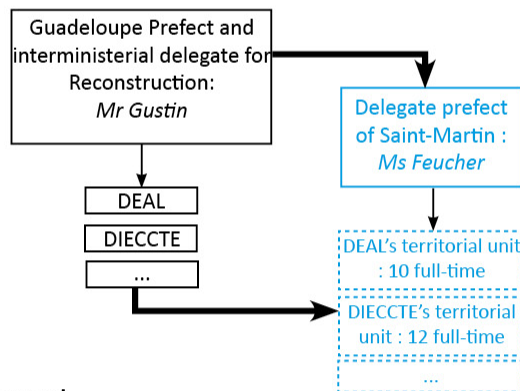 Guadeloupe Prefect and
interministerial delegate for
Reconstruction:
Mr Gustin
Delegate prefect
of Saint-Martin :
Ms Feucher
DEAL
DIECCTE
...
DEAL's territorial unit
: 10 full-time
DIECCTE's territorial
unit : 12 full-time
...